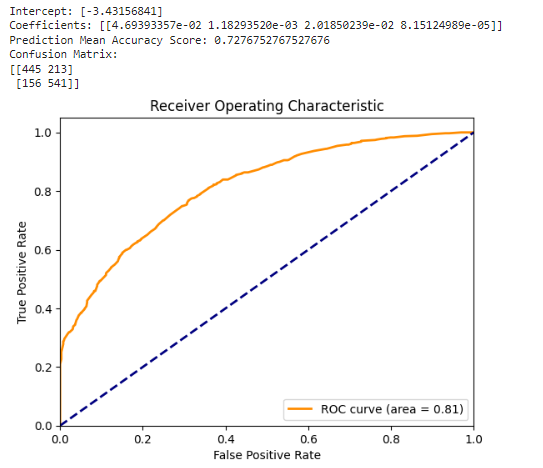 Intercept: [-3.43156841]
Coefficients: [[4.69393357e-02 1.18293520e-03 2.01850239e-02 8.15124989e-05]]
Prediction Mean Accuracy Score: 0.7276752767527676
Confusion Matrix:
[[445 213]
[156 541]]
Receiver Operating Characteristic
1.0
0.8
0.6
0.4
0.2
0.0
True Positive Rate
ROC curve (area = 0.81)
0.0 0.2 0.4 0.6 0.8 1.0
False Positive Rate